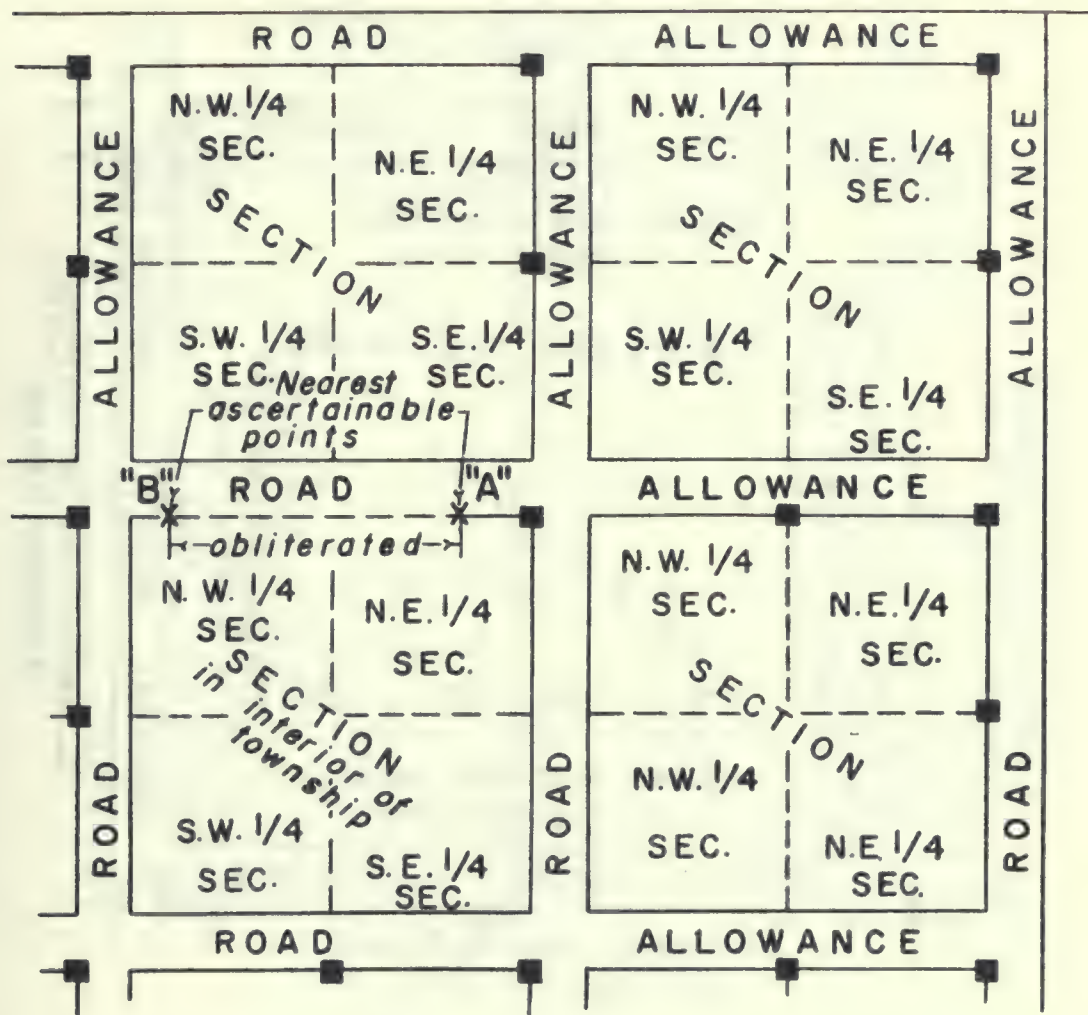 ROAD ALLOWANCE
N.W. 1/4
SEC.
N.E. 1/4
SEC.
N.W. 1/4
SEC.
N.E. 1/4
SEC.
ALLOWANCE
ALLOWANCE
ALLOWANCE
SECTION
SECTION
S.W. 1/4
SEC.
S.E. 1/4
SEC.
Nearest
ascertainable
points
S.W. 1/4
SEC.
S.E. 1/4
SEC.
"B" ROAD "A" ALLOWANCE
obliterated
N.W. 1/4
SEC.
N.E. 1/4
SEC.
N.W. 1/4
SEC.
N.E. 1/4
SEC.
SECTION
in interior of
township
SECTION
S.W. 1/4
SEC.
S.E. 1/4
SEC.
N.W. 1/4
SEC.
N.E. 1/4
SEC.
ROAD
ROAD
ROAD
ROAD ALLOWANCE